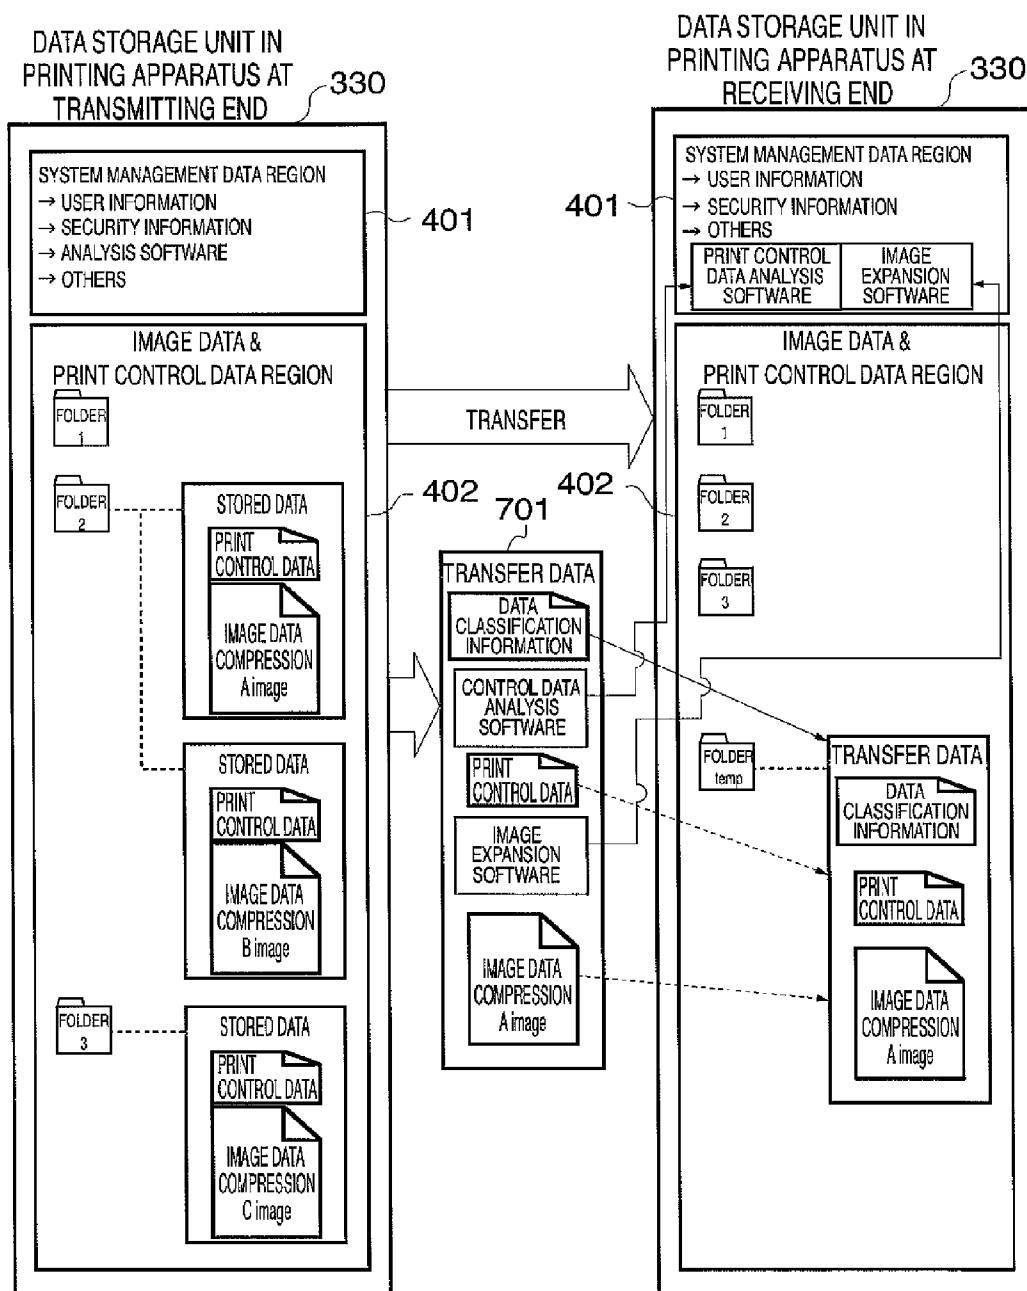 DATA STORAGE UNIT IN
PRINTING APPARATUS AT
TRANSMITTING END
330
SYSTEM MANAGEMENT DATA REGION
→ USER INFORMATION
→ SECURITY INFORMATION
→ ANALYSIS SOFTWARE
→ OTHERS
401
IMAGE DATA &
PRINT CONTROL DATA REGION
FOLDER
1
FOLDER
2
402
STORED DATA
PRINT
CONTROL DATA
IMAGE DATA
COMPRESSION
A image
STORED DATA
PRINT
CONTROL DATA
IMAGE DATA
COMPRESSION
B image
FOLDER
3
STORED DATA
PRINT
CONTROL DATA
IMAGE DATA
COMPRESSION
C image
TRANSFER
701
TRANSFER DATA
DATA
CLASSIFICATION
INFORMATION
CONTROL DATA
ANALYSIS
SOFTWARE
PRINT
CONTROL DATA
IMAGE
EXPANSION
SOFTWARE
IMAGE DATA
COMPRESSION
A image
DATA STORAGE UNIT IN
PRINTING APPARATUS AT
RECEIVING END
330
SYSTEM MANAGEMENT DATA REGION
→ USER INFORMATION
→ SECURITY INFORMATION
→ OTHERS
401
PRINT CONTROL
DATA ANALYSIS
SOFTWARE
IMAGE
EXPANSION
SOFTWARE
IMAGE DATA &
PRINT CONTROL DATA REGION
402
FOLDER
1
FOLDER
2
FOLDER
3
FOLDER
temp
TRANSFER DATA
DATA
CLASSIFICATION
INFORMATION
PRINT
CONTROL DATA
IMAGE DATA
COMPRESSION
A image